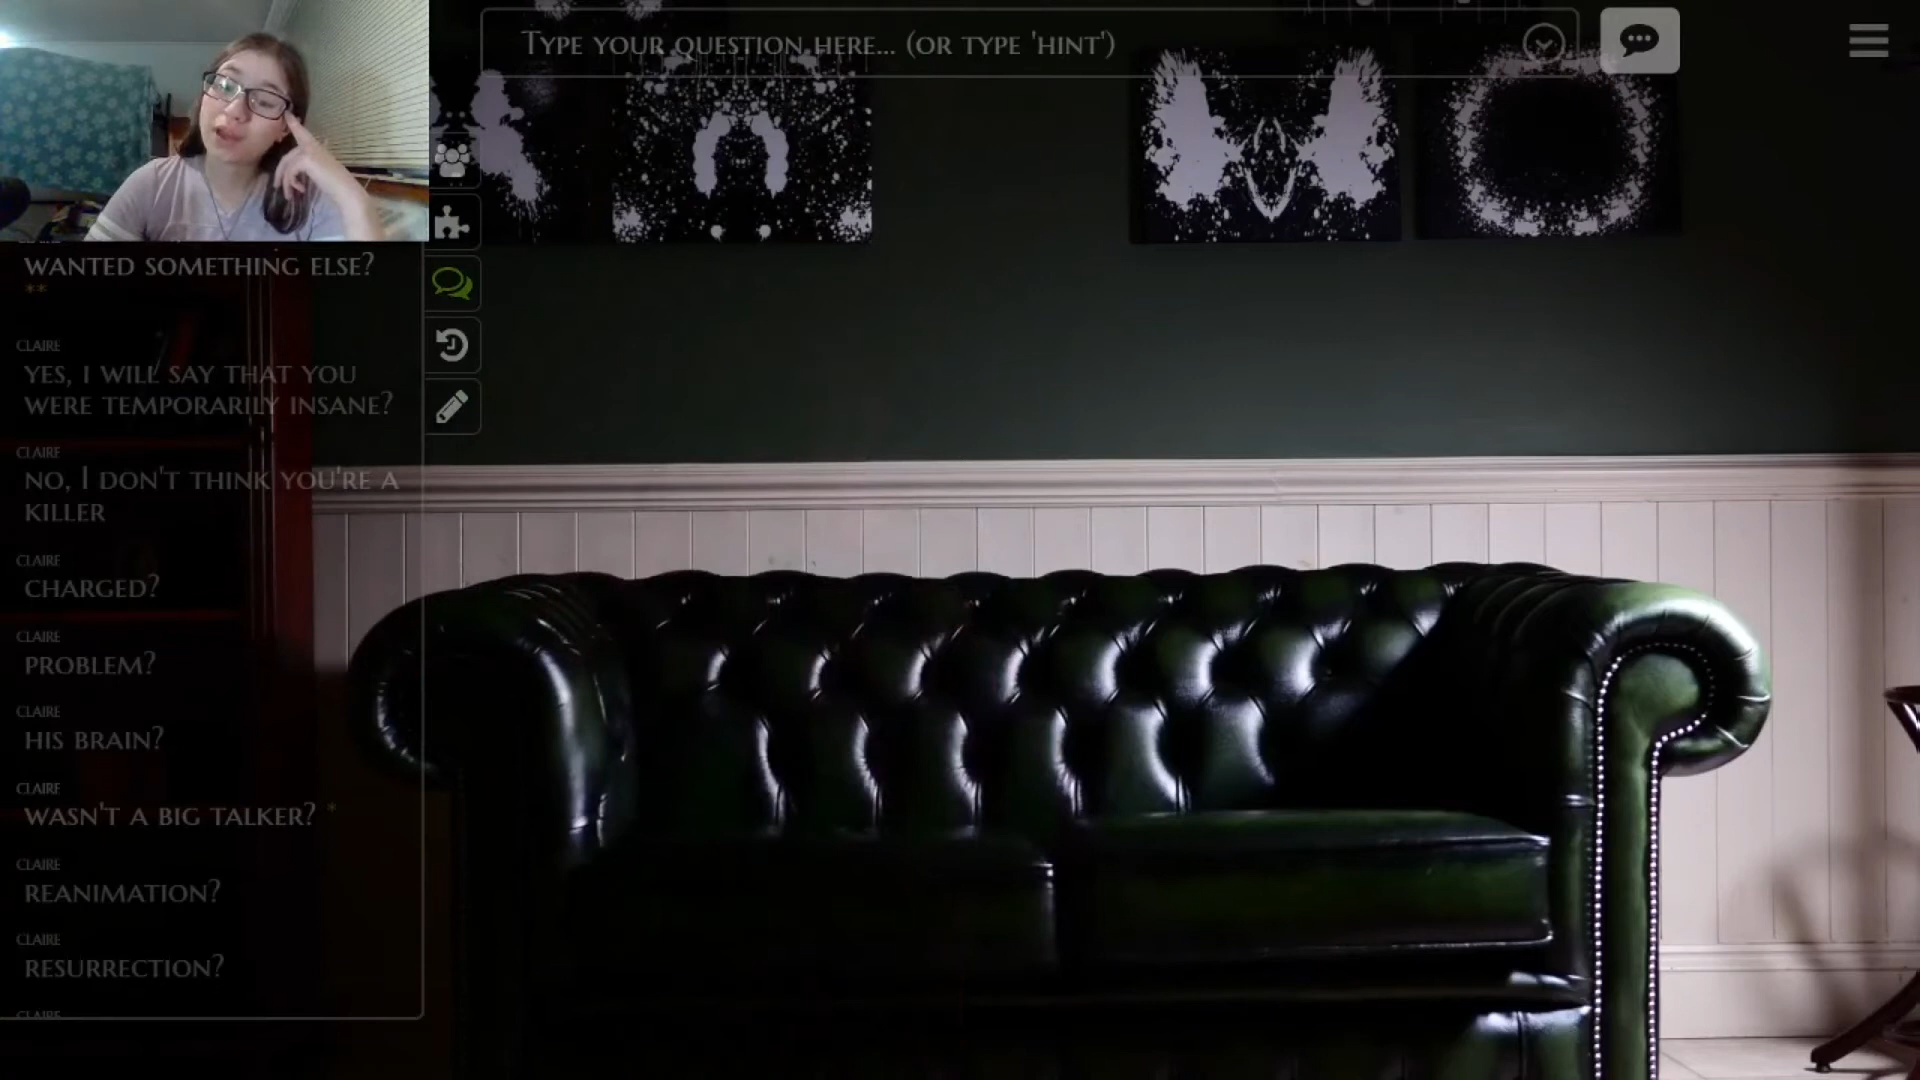 Type your question here... (or type 'hint')
WANTED SOMETHING ELSE?
**
CLAIRE
YES, I WILL SAY THAT YOU
WERE TEMPORARILY INSANE?
CLAIRE
NO, I DON'T THINK YOU'RE A
KILLER
CLAIRE
CHARGED?
CLAIRE
PROBLEM?
CLAIRE
HIS BRAIN?
CLAIRE
WASN'T A BIG TALKER? *
CLAIRE
REANIMATION?
CLAIRE
RESURRECTION?
CLAIRE